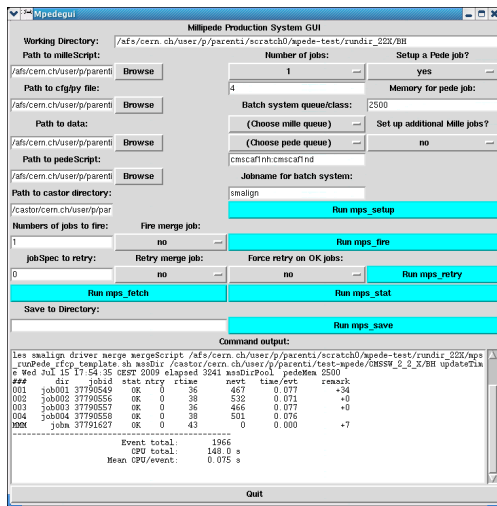 Mpedegui
Millipede Production System GUI
Working Directory: /afs/cern.ch/user/p/parenti/scratch0/mpede-test/rundir_22X/BH
Path to milleScript: Number of jobs: Setup a Pede job?
/afs/cern.ch/user/p/parenti Browse 1 yes
Path to cfg/py file: 4 Memory for pede job:
/afs/cern.ch/user/p/parenti Browse Batch system queue/class: 2500
Path to data: (Choose mille queue) Set up additional Mille jobs?
/afs/cern.ch/user/p/parenti Browse (Choose pede queue) no
Path to pedeScript: cmscaf1nh:cmscaf1nd
/afs/cern.ch/user/p/parenti Browse Jobname for batch system:
Path to castor directory: smalign
/castor/cern.ch/user/p/par Run mps_setup
Numbers of jobs to fire: Fire merge job:
1 no Run mps_fire
jobSpec to retry: Retry merge job: Force retry on OK jobs:
0 no no Run mps_retry
Run mps_fetch Run mps_stat
Save to Directory:
Run mps_save
Command output:
les smalign driver merge mergeScript /afs/cern.ch/user/p/parenti/scratch0/mpede-test/rundir_22X/mps
_runPede_rfcp_template.sh mssDir /castor/cern.ch/user/p/parenti/test-mpede/CMSSW_2_2_X/BH updateTim
e Wed Jul 15 17:54:35 CEST 2009 elapsed 3241 mssDirPool pedeMem 2500
### dir jobid stat ntry rtime nevt time/evt remark
001 job001 37790549 OK 0 36 467 0.077 +34
002 job002 37790556 OK 0 38 532 0.071 +0
003 job003 37790557 OK 0 36 466 0.077 +0
004 job004 37790558 OK 0 38 501 0.076
MMM jobm 37791627 OK 0 43 0 0.000 +7
Event total: 1966
CPU total: 148.0 s
Mean CPU/event: 0.075 s
Quit